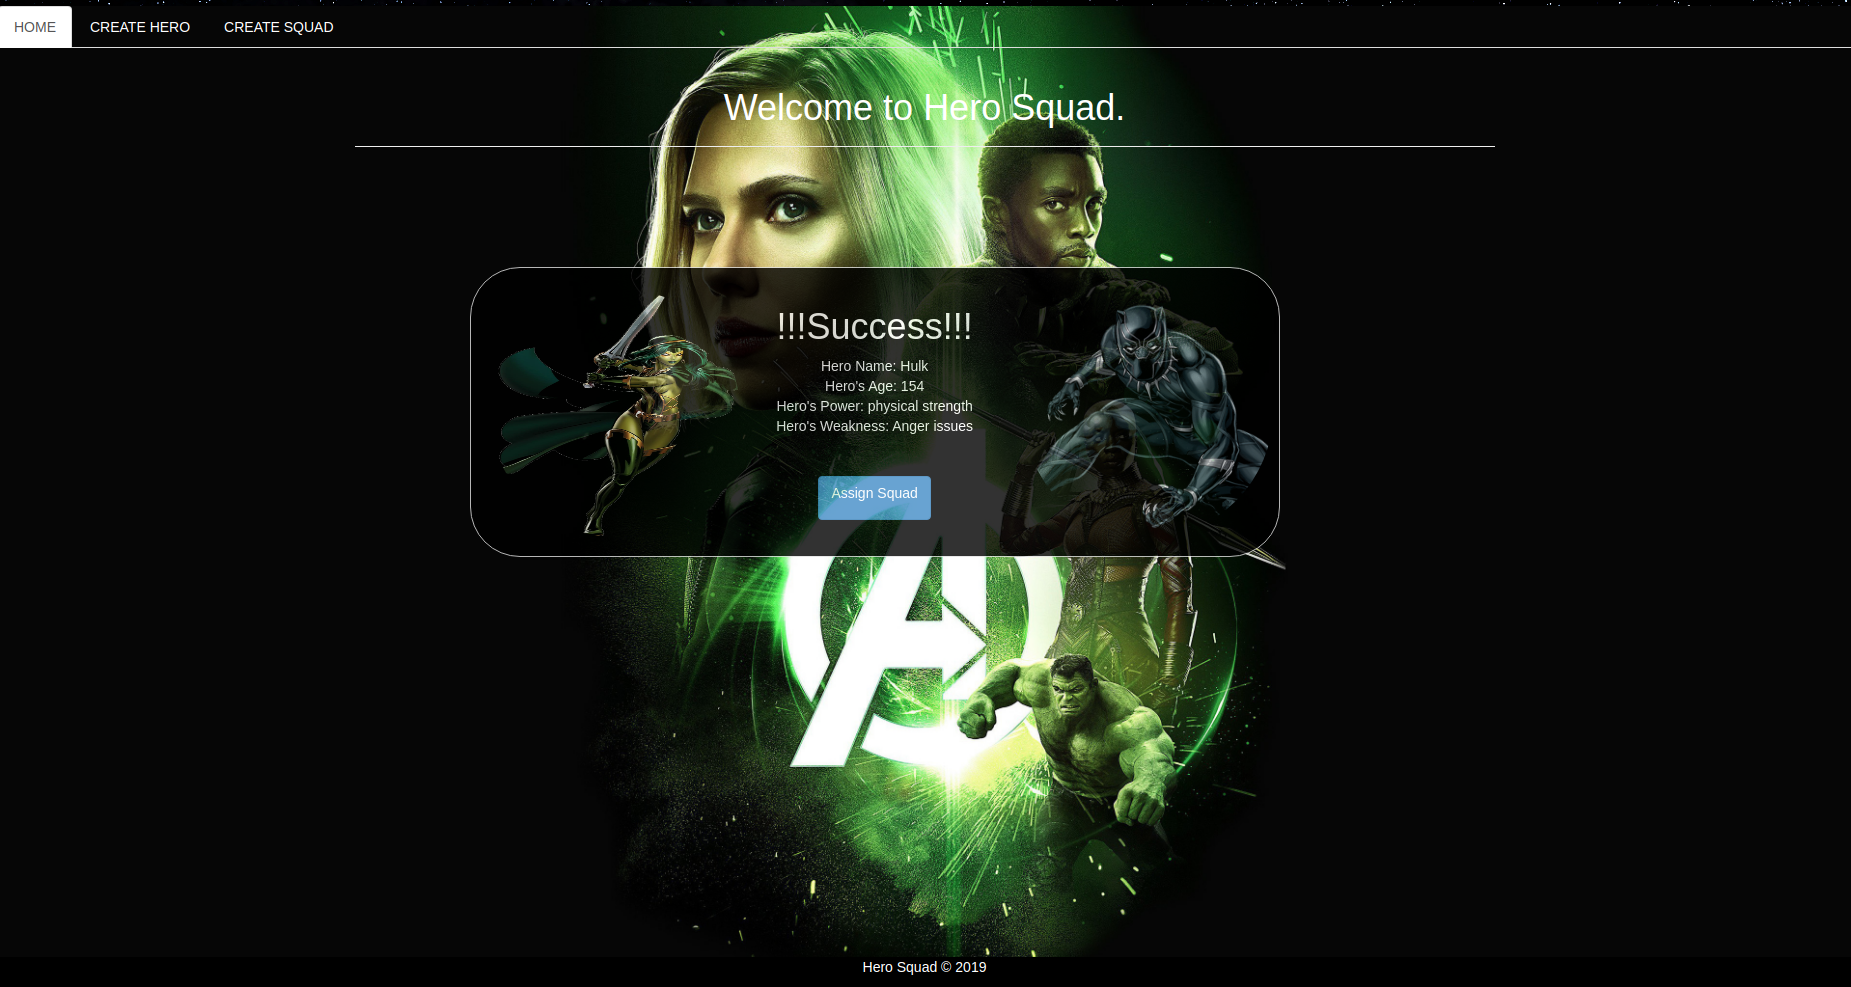 HOME CREATE HERO CREATE SQUAD
Welcome to Hero Squad.
!!!Success!!!
Hero Name: Hulk
Hero's Age: 154
Hero's Power: physical strength
Hero's Weakness: Anger issues
Assign Squad
Hero Squad © 2019